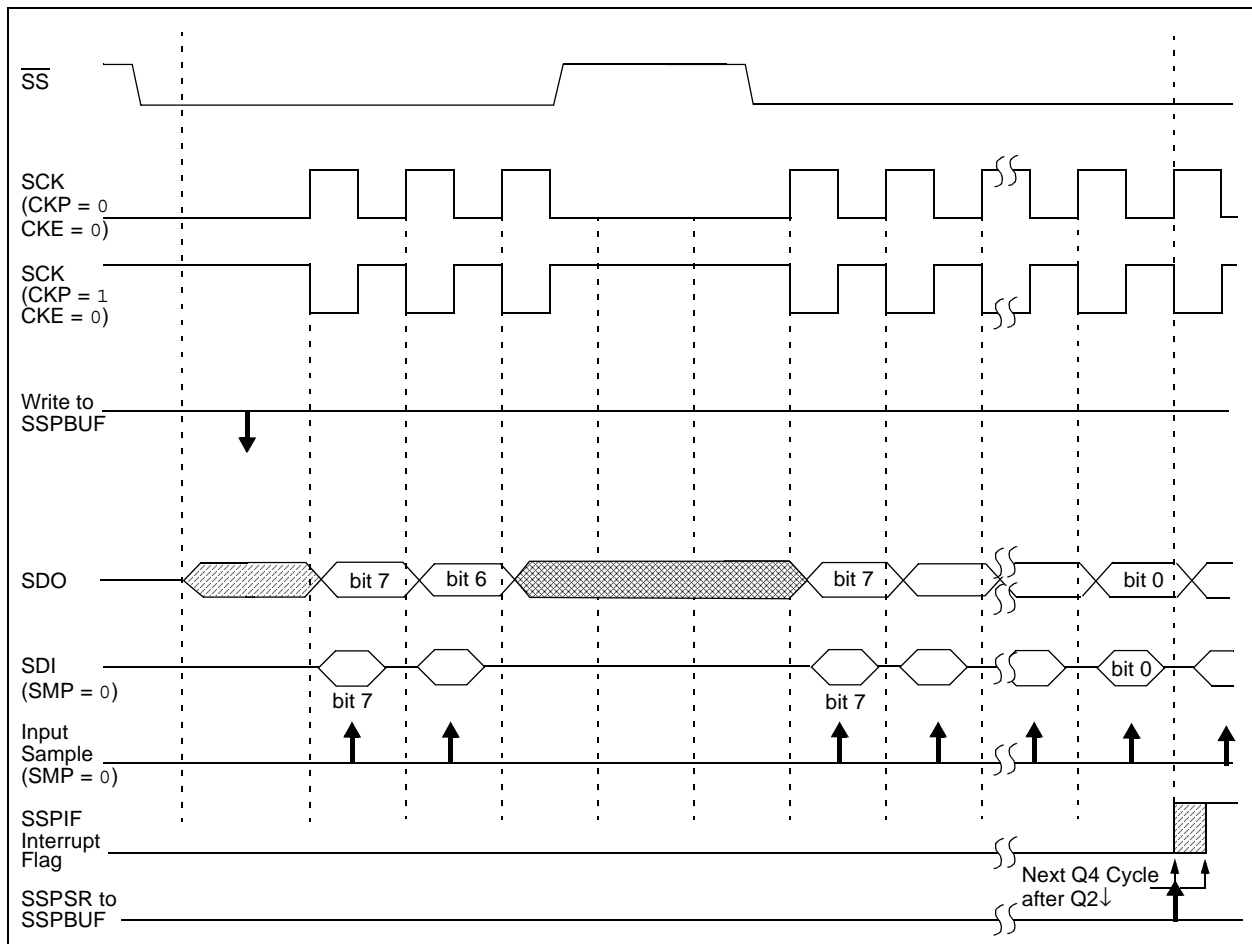 SS
SCK
(CKP = 0
CKE = 0)
SCK
(CKP = 1
CKE = 0)
Write to
SSPBUF
SDO
bit 7
bit 6
bit 7
bit 0
SDI
(SMP = 0)
bit 7
bit 7
bit 0
Input
Sample
(SMP = 0)
SSPIF
Interrupt
Flag
Next Q4 Cycle
after Q2↓
SSPSR to
SSPBUF